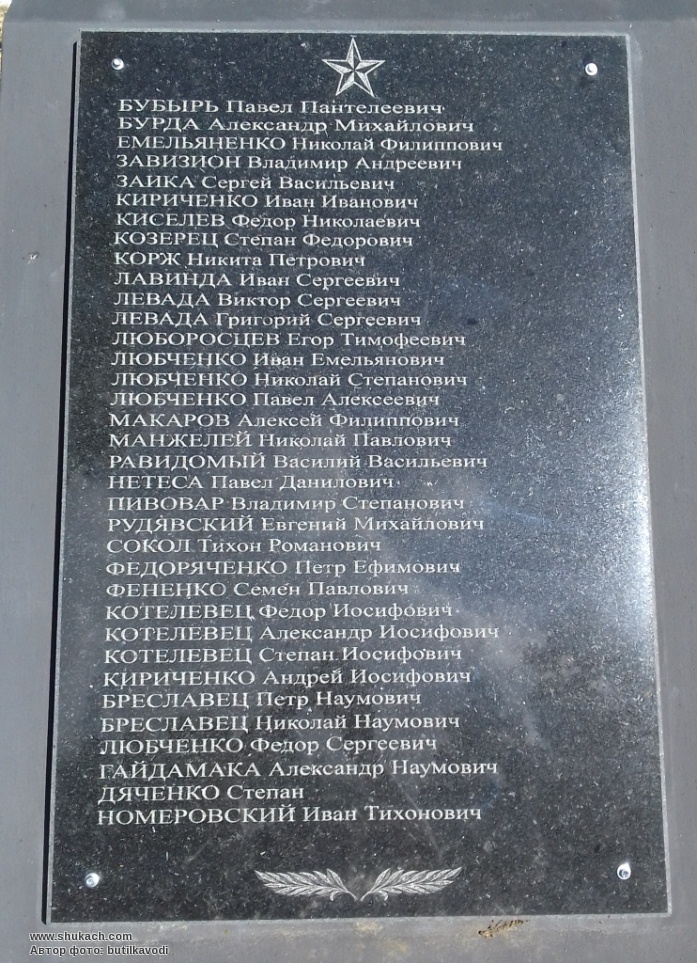 БУБЫРЬ Павел Пантелеевич
БУРДА Александр Михайлович
ЕМЕЛЬЯНЕНКО Николай Филиппович
ЗАВИЗИОН Владимир Андреевич
ЗАИКА Сергей Васильевич
КИРИЧЕНКО Иван Иванович
КИСЕЛЕВ Федор Николаевич
КОЗЕРЕЦ Степан Федорович
КОРЖ Никита Петрович
ЛАВИНДА Иван Сергеевич
ЛЕВАДА Виктор Сергеевич
ЛЕВАДА Григорий Сергеевич
ЛЮБОРОСЦЕВ Егор Тимофеевич
ЛЮБЧЕНКО Иван Емельянович
ЛЮБЧЕНКО Николай Степанович
ЛЮБЧЕНКО Павел Алексеевич
МАКАРОВ Алексей Филиппович
МАНЖЕЛЕЙ Николай Павлович
РАВИДОМЫЙ Василий Васильевич
НЕТЕСА Павел Данилович
ПИВОВАР Владимир Степанович
РУДЯВСКИЙ Евгений Михайлович
СОКОЛ Тихон Романович
ФЕДОРЯЧЕНКО Петр Ефимович
ФЕНЕНКО Семен Павлович
КОТЕЛЕВЕЦ Федор Иосифович
КОТЕЛЕВЕЦ Александр Иосифович
КОТЕЛЕВЕЦ Степан Иосифович
КИРИЧЕНКО Андрей Иосифович
БРЕСЛАВЕЦ Петр Наумович
БРЕСЛАВЕЦ Николай Наумович
ЛЮБЧЕНКО Федор Сергеевич
ГАЙДАМАКА Александр Наумович
ДЯЧЕНКО Степан
НОМЕРОВСКИЙ Иван Тихонович
www.shukach.com
Автор фото: butilkavodi